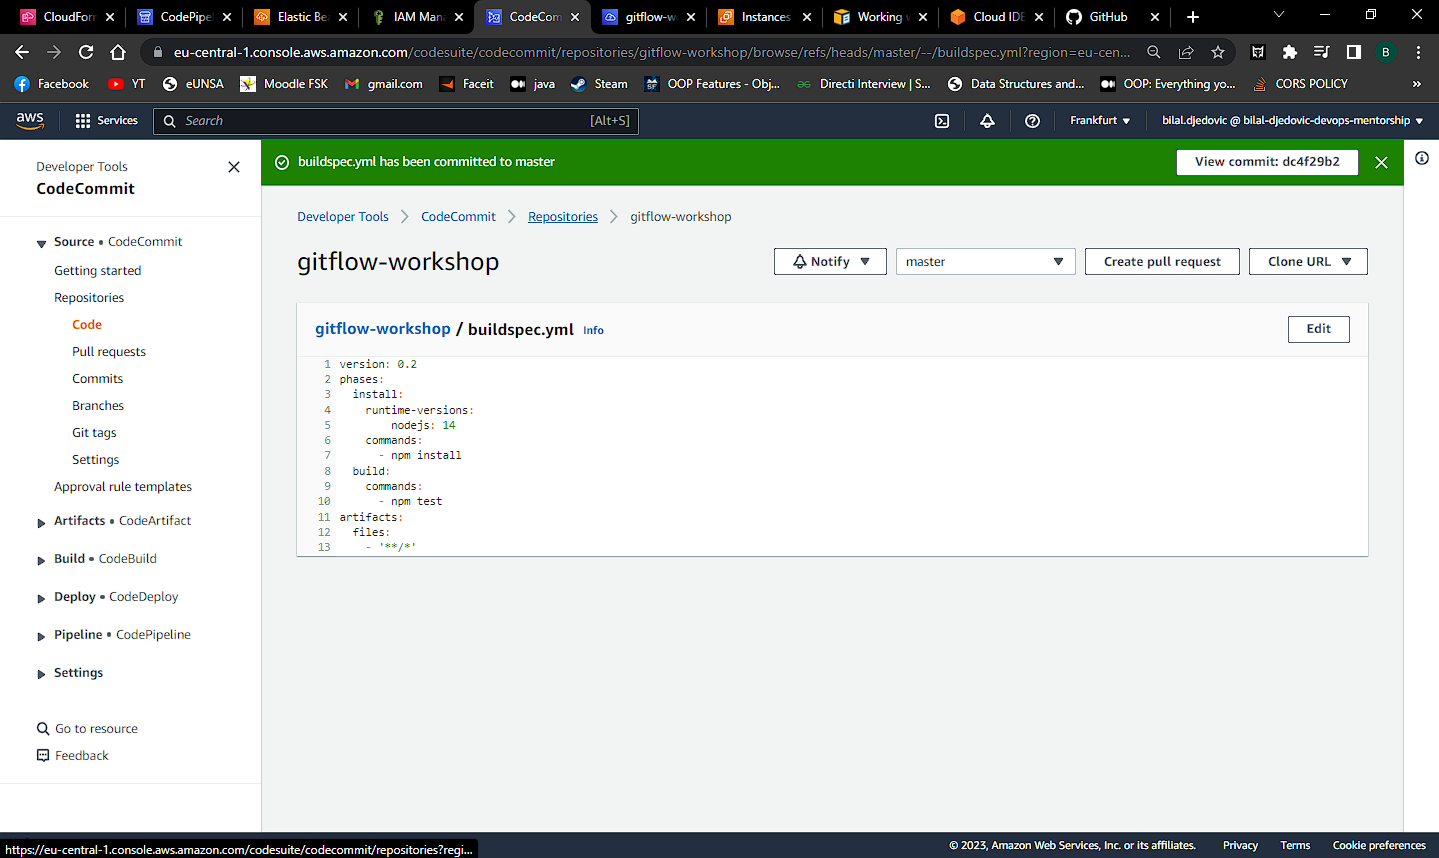 CloudForm
CodePipel
Elastic Be
IAM Mana
CodeCom
gitflow-w
Instances
Working w
Cloud IDE
GitHub
eu-central-1.console.aws.amazon.com/codesuite/codecommit/repositories/gitflow-workshop/browse/refs/heads/master/--/buildspec.yml?region=eu-cen...
B
Facebook
YT
eUNSA
Moodle FSK
gmail.com
Faceit
java
Steam
OOP Features - Obj...
Directi Interview | S...
Data Structures and...
OOP: Everything yo...
CORS POLICY
»
aws
Services
Search
[Alt+S]
Frankfurt
bilal.djedovic @ bilal-djedovic-devops-mentorship
Developer Tools
CodeCommit
Source • CodeCommit
Getting started
Repositories
Code
Pull requests
Commits
Branches
Git tags
Settings
Approval rule templates
Artifacts • CodeArtifact
Build • CodeBuild
Deploy • CodeDeploy
Pipeline • CodePipeline
Settings
Go to resource
Feedback
buildspec.yml has been committed to master
View commit: dc4f29b2
Developer Tools
CodeCommit
Repositories
gitflow-workshop
gitflow-workshop
Notify
master
Create pull request
Clone URL
gitflow-workshop / buildspec.yml Info
Edit
1 version: 0.2
2 phases:
3 install:
4 runtime-versions:
5 nodejs: 14
6 commands:
7 - npm install
8 build:
9 commands:
10 - npm test
11 artifacts:
12 files:
13 - '**/*'
https://eu-central-1.console.aws.amazon.com/codesuite/codecommit/repositories?regi...
© 2023, Amazon Web Services, Inc. or its affiliates.
Privacy
Terms
Cookie preferences